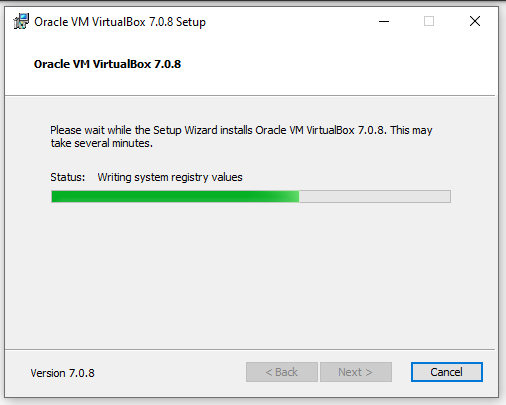 Oracle VM VirtualBox 7.0.8 Setup
Oracle VM VirtualBox 7.0.8
Please wait while the Setup Wizard installs Oracle VM VirtualBox 7.0.8. This may
take several minutes.
Status: Writing system registry values
Version 7.0.8
< Back
Next >
Cancel